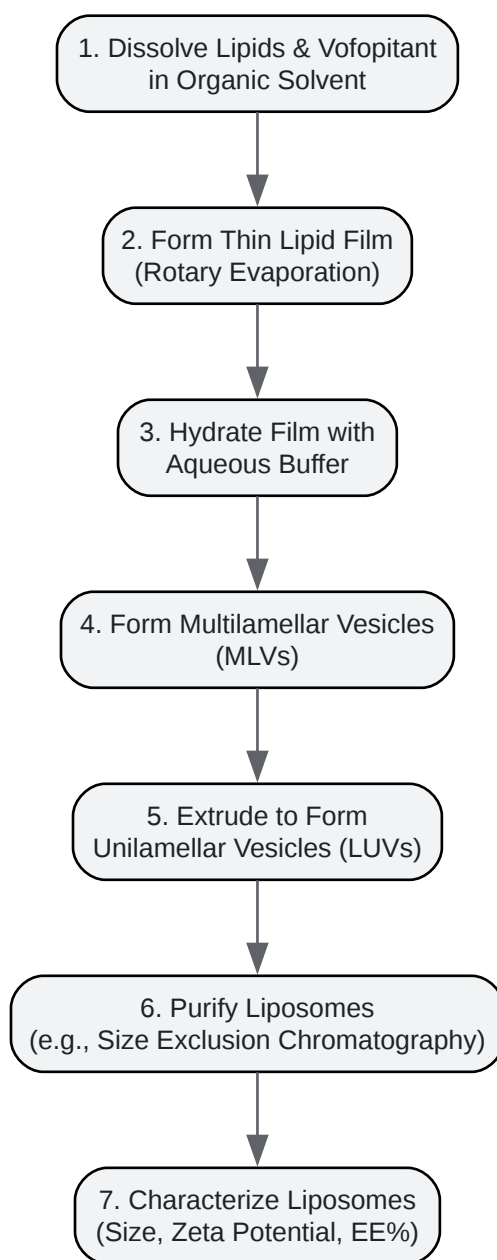 1. Dissolve Lipids & Vofopitant
in Organic Solvent
2. Form Thin Lipid Film
(Rotary Evaporation)
3. Hydrate Film with
Aqueous Buffer
4. Form Multilamellar Vesicles
(MLVs)
5. Extrude to Form
Unilamellar Vesicles (LUVs)
6. Purify Liposomes
(e.g., Size Exclusion Chromatography)
7. Characterize Liposomes
(Size, Zeta Potential, EE%)